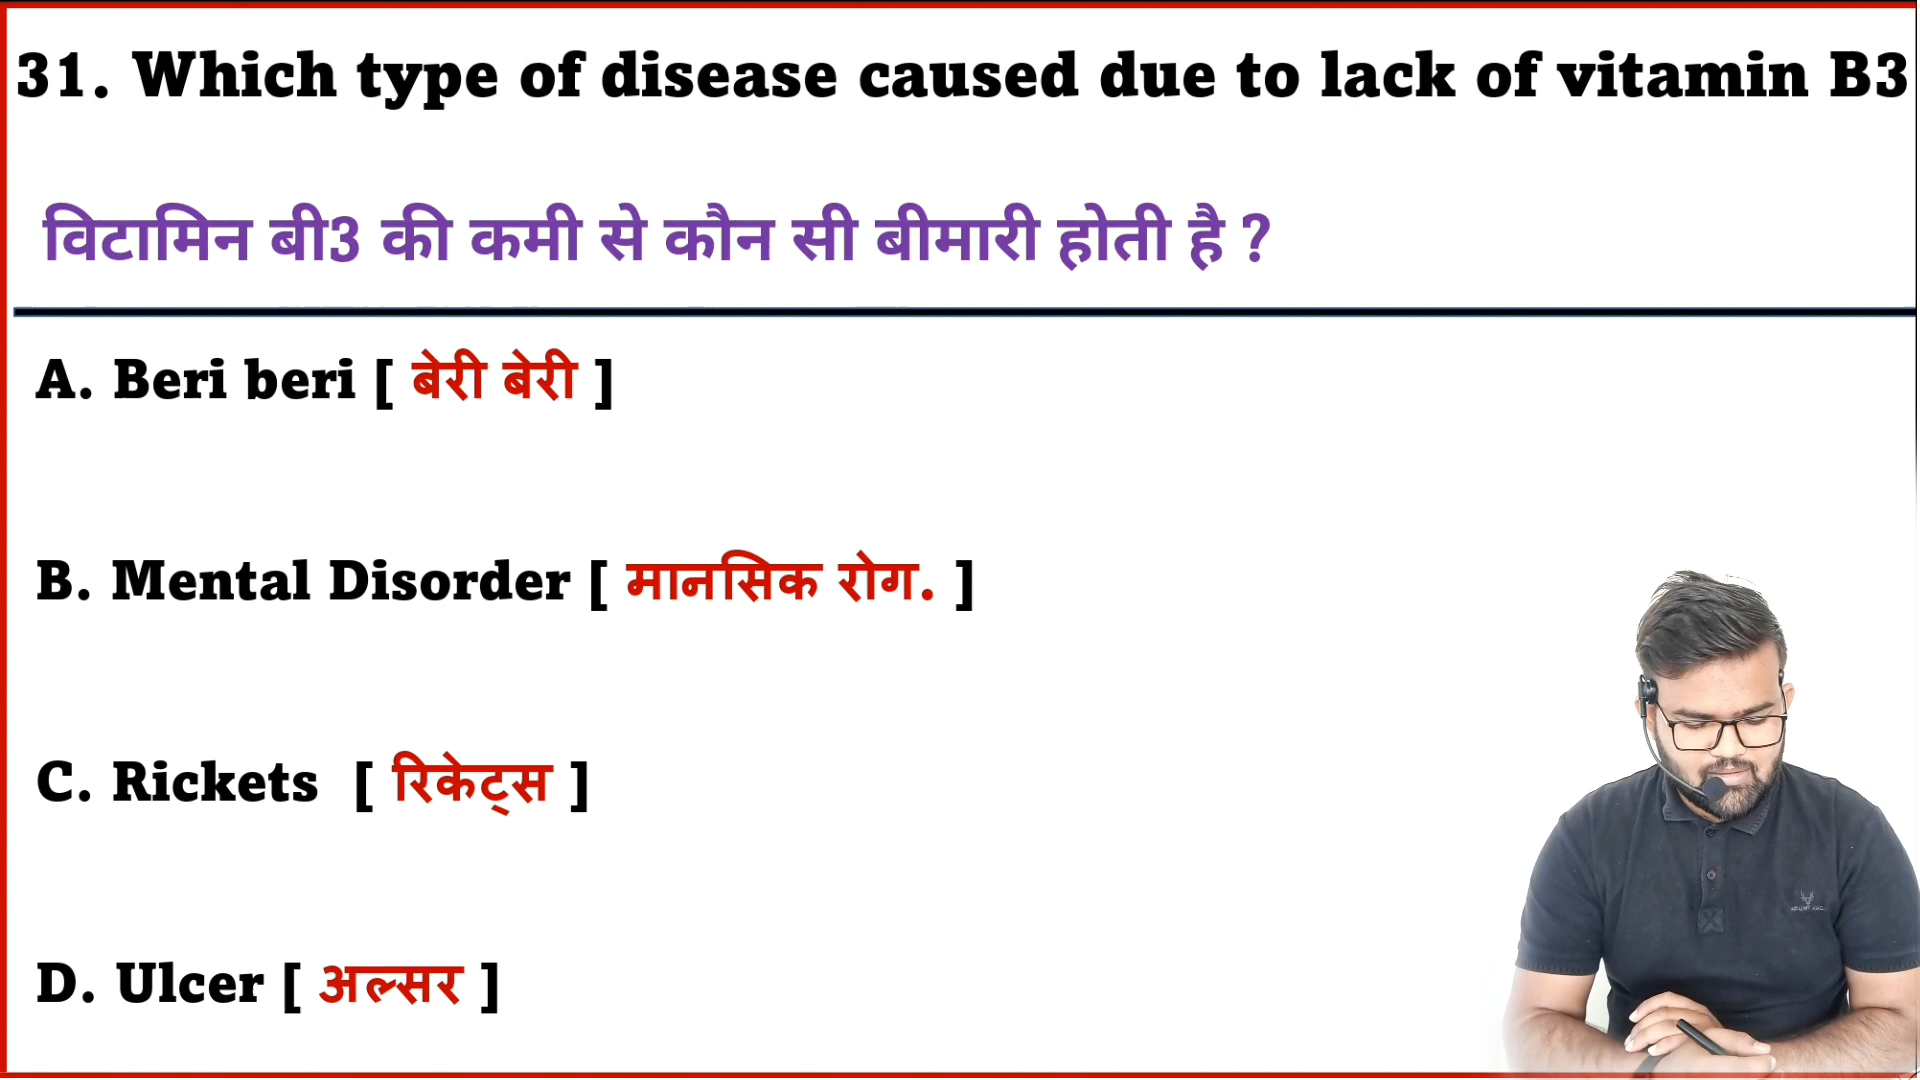 31. Which type of disease caused due to lack of vitamin B3
विटामिन बी3 की कमी से कौन सी बीमारी होती है ?
A. Beri beri [ बेरी बेरी ]
B. Mental Disorder [ मानसिक रोग. ]
C. Rickets [ रिकेट्स ]
D. Ulcer [ अल्सर ]